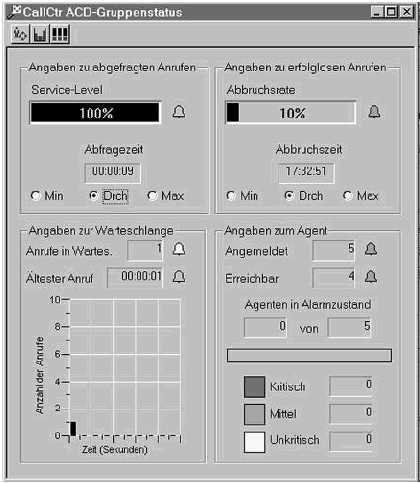 CallCtr ACD-Gruppenstatus
Angaben zu abgefragten Anrufen
Service-Level
100%
Abfragezeit
00:00:09
Min Drch Max
Angaben zu erfolglosen Anrufen
Abbruchsrate
10%
Abbruchszeit
17:32:51
Min Drch Max
Angaben zur Warteschlange
Anrufe in Wartes. 1
Ältester Anruf 00:00:01
Anzahl der Anrufe
10
8
6
4
2
0
Zeit (Sekunden)
Angaben zum Agent
Angemeldet 5
Erreichbar 4
Agenten in Alarmzustand
0 von 5
Kritisch 0
Mittel 0
Unkritisch 0